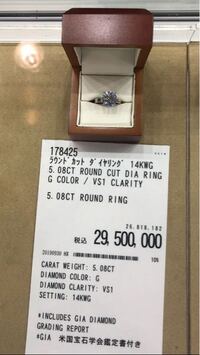 178425
ラウンドカット ダイヤリング 14KWG
5.08CT ROUND CUT DIA RING
G COLOR / VS1 CLARITY
5.08CT ROUND RING
26,818,182
税込 29,500,000
20190930 HX
CARAT WEIGHT: 5.08CT
DIAMOND COLOR: G
DIAMOND CLARITY: VS1
SETTING: 14KWG
*INCLUDES GIA DIAMOND
GRADING REPORT
*GIA 米国宝石学会鑑定書付き